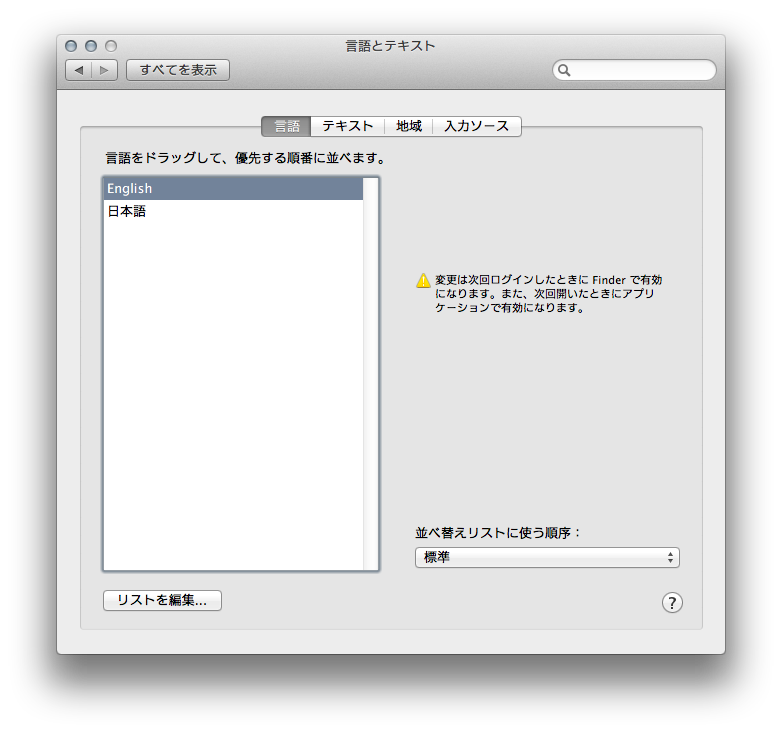 言語とテキスト
すべてを表示
言語
テキスト
地域
入力ソース
言語をドラッグして、優先する順番に並べます。
English
日本語
変更は次回ログインしたときに Finder で有効
になります。また、次回開いたときにアプリ
ケーションで有効になります。
並べ替えリストに使う順序：
標準
リストを編集...
?